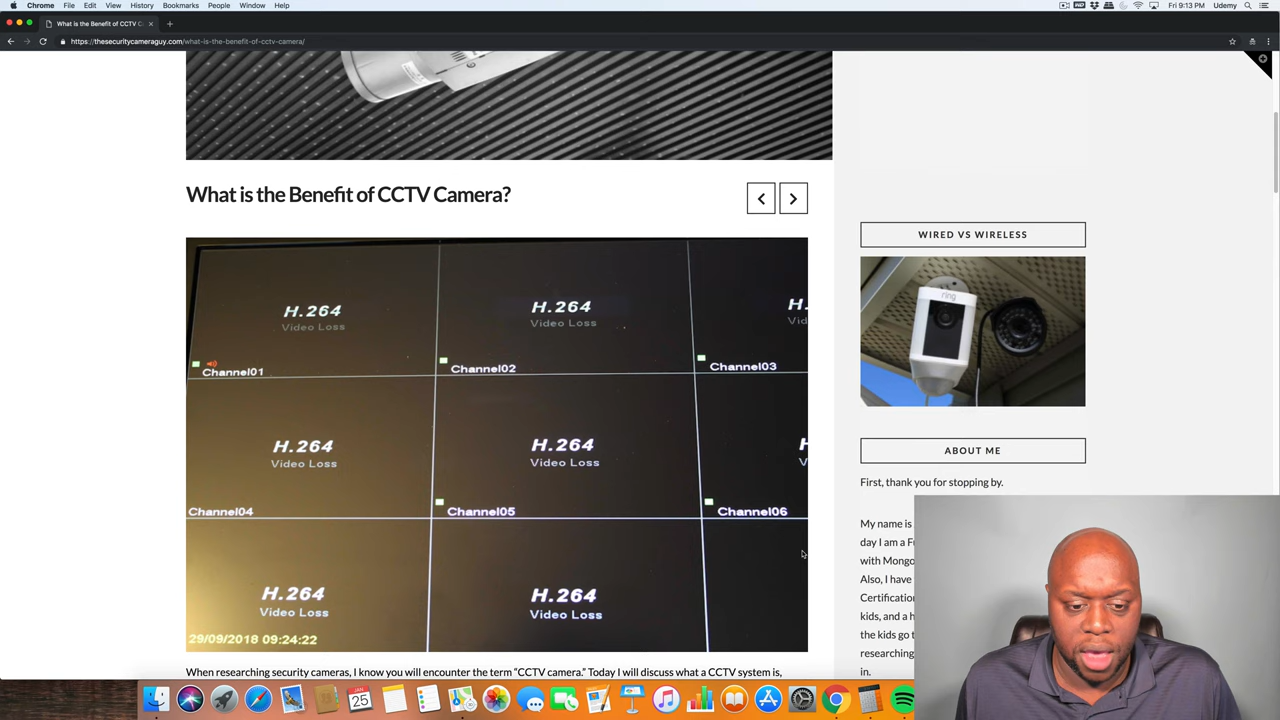 Chrome File Edit View History Bookmarks People Window Help
Fri 9:13 PM Udemy
What is the Benefit of CCTV C
https://thesecuritycameraguy.com/what-is-the-benefit-of-cctv-camera/
What is the Benefit of CCTV Camera?
H.264
Video Loss
Channel01
H.264
Video Loss
Channel02
H.
Vid
Channel03
H.264
Video Loss
Channel04
H.264
Video Loss
Channel05
H
V
Channel06
H.264
Video Loss
29/09/2018 09:24:22
H.264
Video Loss
When researching security cameras, I know you will encounter the term “CCTV camera.” Today I will discuss what a CCTV system is,
WIRED VS WIRELESS
ring
ABOUT ME
First, thank you for stopping by.
My name is
day I am a
with Mongo
Also, I have
Certification
kids, and a h
the kids go t
researching
in.
JAN
25